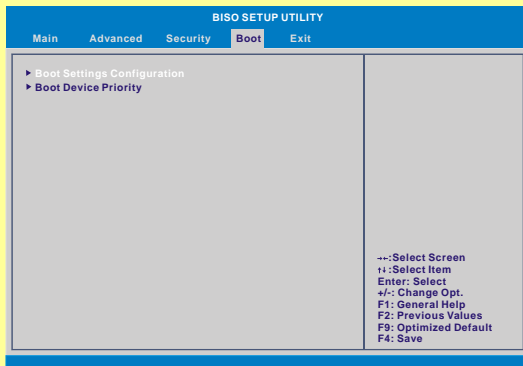 BISO SETUP UTILITY
Main Advanced Security Boot Exit
Boot Settings Configuration
Boot Device Priority
→←:Select Screen
↑↓:Select Item
Enter: Select
+/-: Change Opt.
F1: General Help
F2: Previous Values
F9: Optimized Default
F4: Save